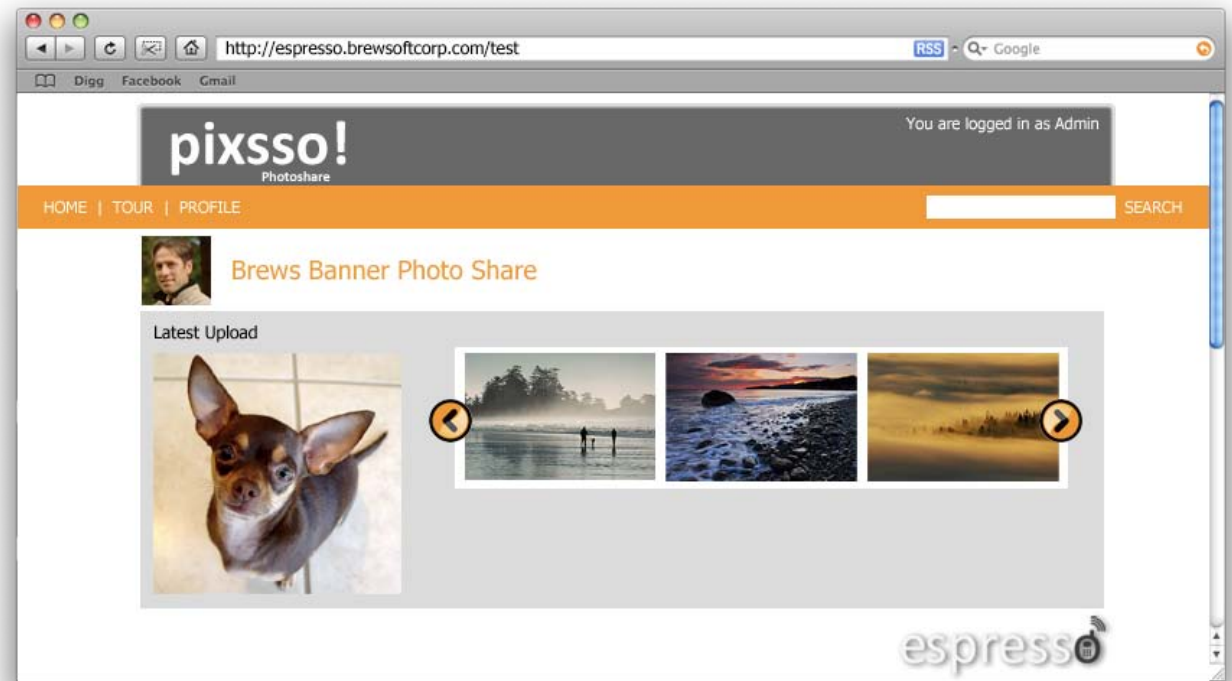 http://espresso.brewsoftcorp.com/test
RSS
Google
Digg Facebook Gmail
pixsso!
Photoshare
You are logged in as Admin
HOME | TOUR | PROFILE
SEARCH
Brews Banner Photo Share
Latest Upload
espresso